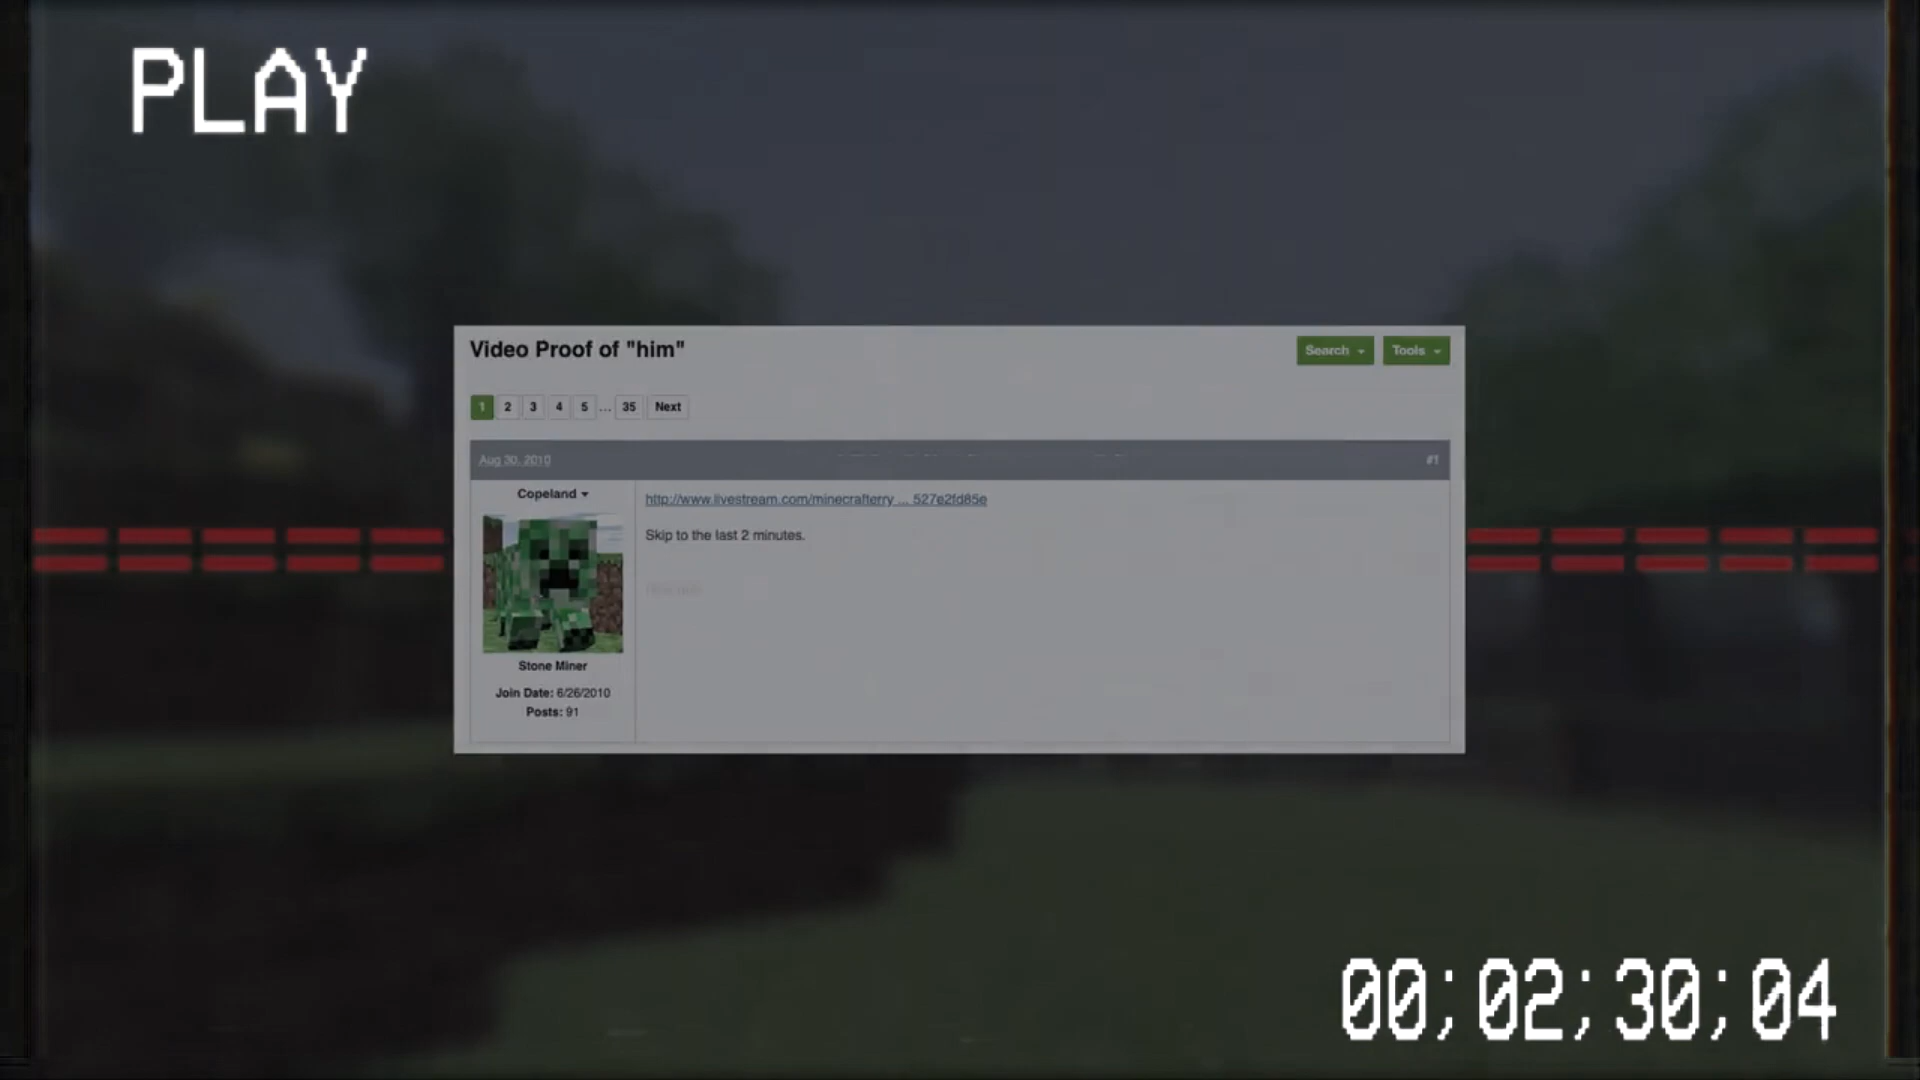 PLAY
Video Proof of "him"
Search
Tools
1 2 3 4 5 ... 35 Next
Aug 30, 2010
#1
Copeland
http://www.livestream.com/minecrafterry ... 527e2fd85e
Skip to the last 2 minutes.
Stone Miner
Join Date: 6/26/2010
Posts: 91
00;02;30;04